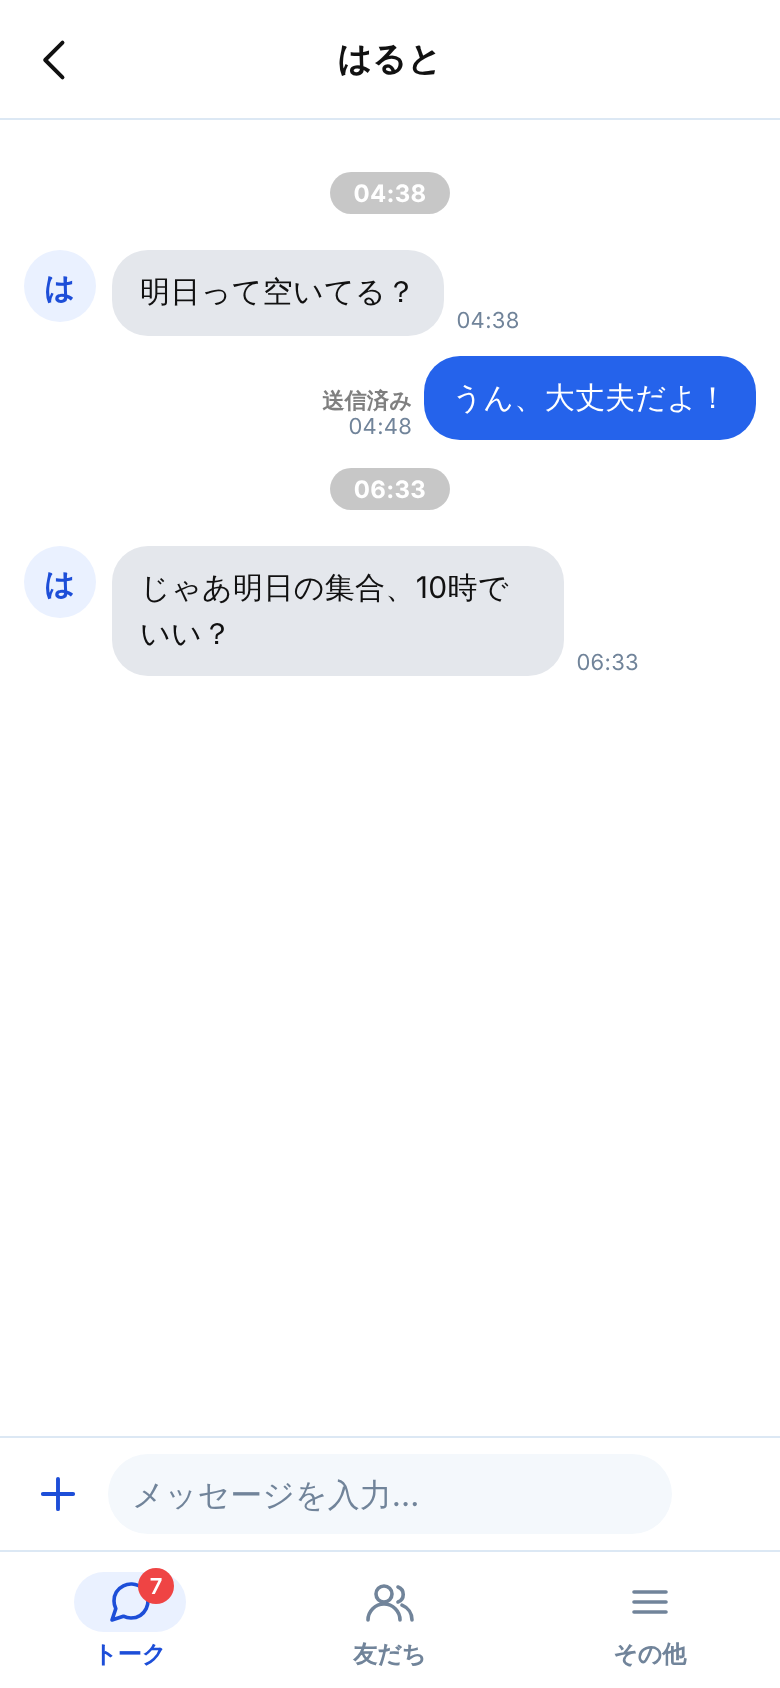 はると
04:38
は
明日って空いてる？
04:38
うん、大丈夫だよ！
送信済み
04:48
06:33
は
じゃあ明日の集合、10時で
いい？
06:33
メッセージを入力...
7
トーク
友だち
その他